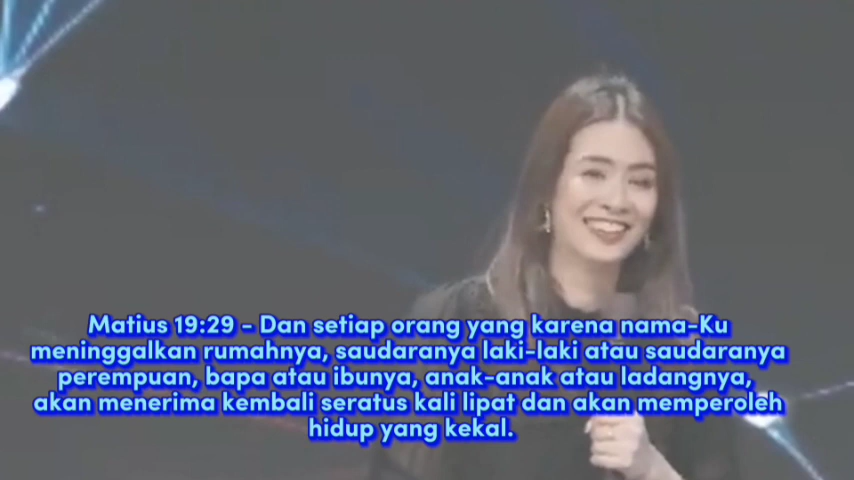 Matius 19:29 - Dan setiap orang yang karena nama-Ku
meninggalkan rumahnya, saudaranya laki-laki atau saudaranya
perempuan, bapa atau ibunya, anak-anak atau ladangnya,
akan menerima kembali seratus kali lipat dan akan memperoleh
hidup yang kekal.